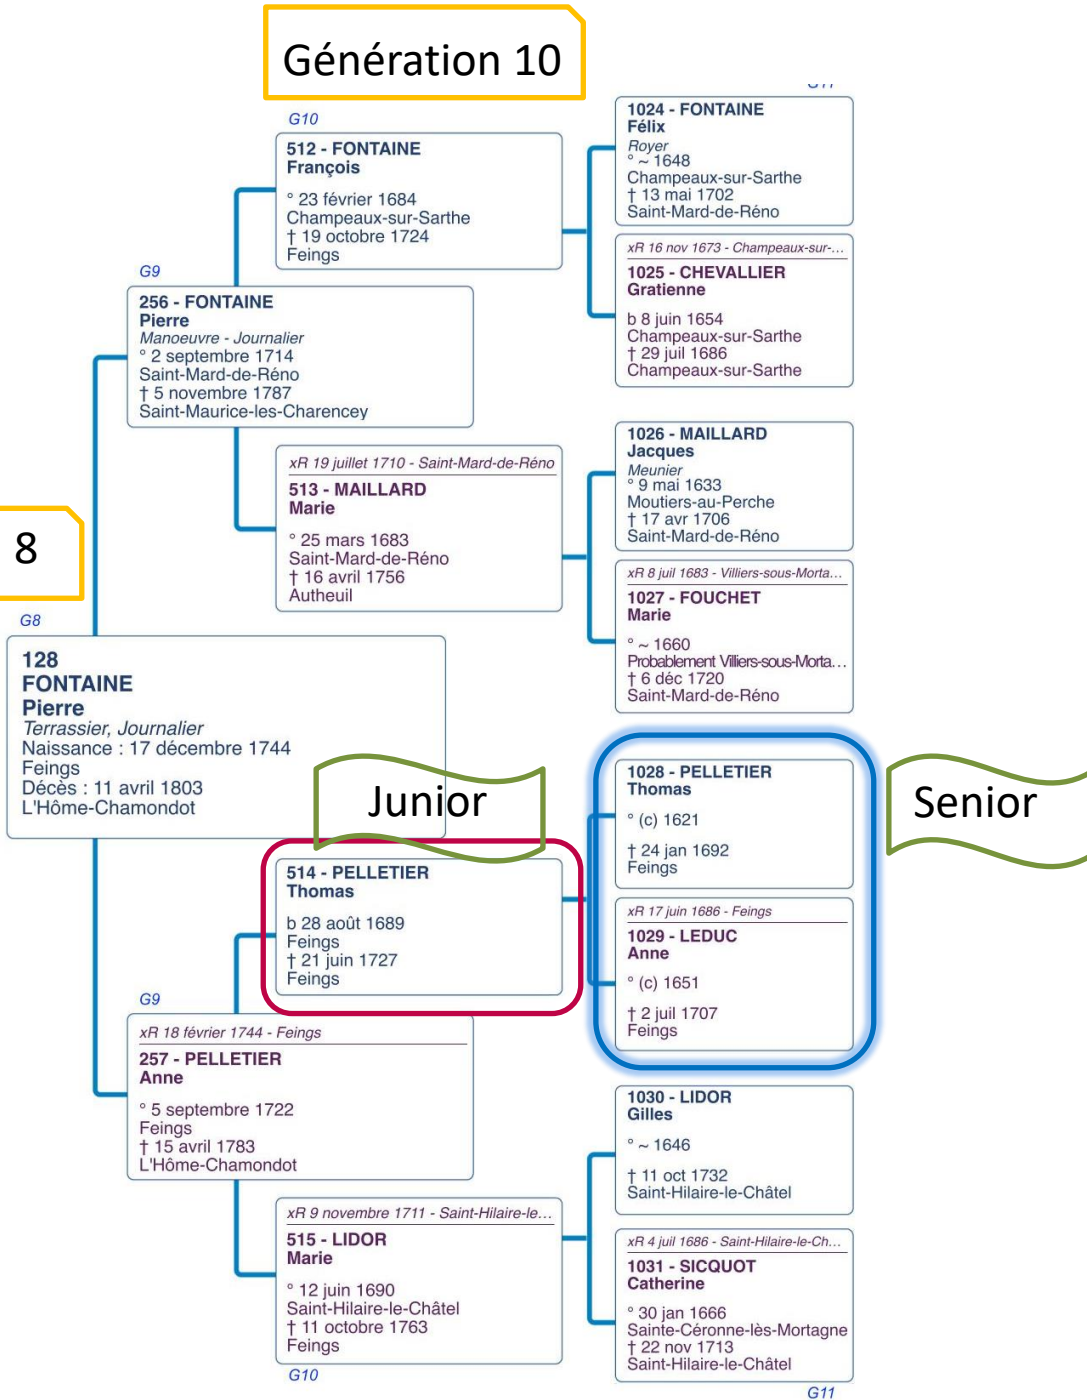 Génération 10
G10
512 - FONTAINE
François
° 23 février 1684
Champeaux-sur-Sarthe
† 19 octobre 1724
Feings
G11
1024 - FONTAINE
Félix
Royer
° ~ 1648
Champeaux-sur-Sarthe
† 13 mai 1702
Saint-Mard-de-Réno
xR 16 nov 1673 - Champeaux-sur-...
1025 - CHEVALLIER
Gratienne
b 8 juin 1654
Champeaux-sur-Sarthe
† 29 juil 1686
Champeaux-sur-Sarthe
G9
256 - FONTAINE
Pierre
Manoeuvre - Journalier
° 2 septembre 1714
Saint-Mard-de-Réno
† 5 novembre 1787
Saint-Maurice-les-Charencey
xR 19 juillet 1710 - Saint-Mard-de-Réno
513 - MAILLARD
Marie
° 25 mars 1683
Saint-Mard-de-Réno
† 16 avril 1756
Autheuil
1026 - MAILLARD
Jacques
Meunier
° 9 mai 1633
Moutiers-au-Perche
† 17 avr 1706
Saint-Mard-de-Réno
xR 8 juil 1683 - Villiers-sous-Morta...
1027 - FOUCHET
Marie
° ~ 1660
Probablement Villiers-sous-Morta...
† 6 déc 1720
Saint-Mard-de-Réno
8
G8
128
FONTAINE
Pierre
Terrassier, Journalier
Naissance : 17 décembre 1744
Feings
Décès : 11 avril 1803
L'Hôme-Chamondot
Junior
Senior
514 - PELLETIER
Thomas
b 28 août 1689
Feings
† 21 juin 1727
Feings
1028 - PELLETIER
Thomas
° (c) 1621
† 24 jan 1692
Feings
xR 17 juin 1686 - Feings
1029 - LEDUC
Anne
° (c) 1651
† 2 juil 1707
Feings
G9
xR 18 février 1744 - Feings
257 - PELLETIER
Anne
° 5 septembre 1722
Feings
† 15 avril 1783
L'Hôme-Chamondot
xR 9 novembre 1711 - Saint-Hilaire-le...
515 - LIDOR
Marie
° 12 juin 1690
Saint-Hilaire-le-Châtel
† 11 octobre 1763
Feings
G10
1030 - LIDOR
Gilles
° ~ 1646
† 11 oct 1732
Saint-Hilaire-le-Châtel
xR 4 juil 1686 - Saint-Hilaire-le-Ch...
1031 - SICQUOT
Catherine
° 30 jan 1666
Sainte-Céronne-lès-Mortagne
† 22 nov 1713
Saint-Hilaire-le-Châtel
G11